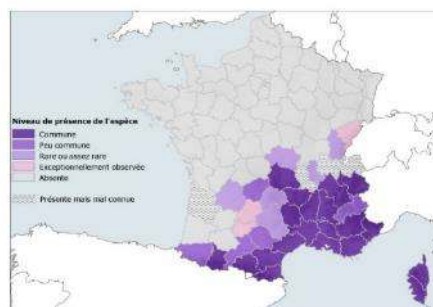 Niveau de présence de l'espèce
Commune
Peu commune
Rare ou assez rare
Exceptionnellement observée
Absente
Présente mais mal connue